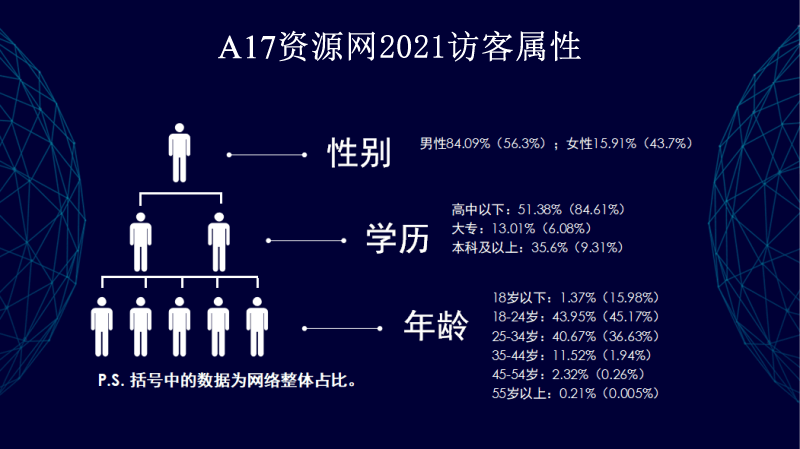 A17资源网2021访客属性
性别
男性84.09%（56.3%）；女性15.91%（43.7%）
学历
高中以下：51.38%（84.61%）
大专：13.01%（6.08%）
本科及以上：35.6%（9.31%）
年龄
18岁以下：1.37%（15.98%）
18-24岁：43.95%（45.17%）
25-34岁：40.67%（36.63%）
35-44岁：11.52%（1.94%）
45-54岁：2.32%（0.26%）
55岁以上：0.21%（0.005%）
P.S. 括号中的数据为网络整体占比。